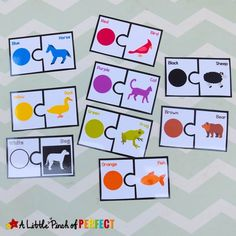 Blue Horse
Red Bird
Black Sheep
Yellow Duck
Purple Cat
White Dog
Green Frog
Brown Bear
Orange Fish
A Little Pinch of PERFECT